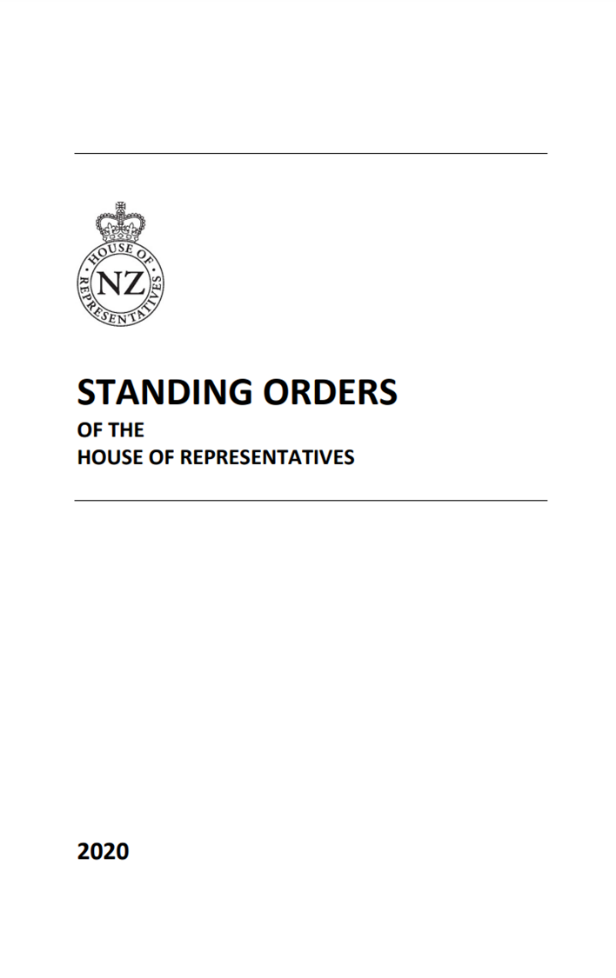 HOUSE OF
NZ
REPRESENTATIVES
STANDING ORDERS
OF THE
HOUSE OF REPRESENTATIVES
2020